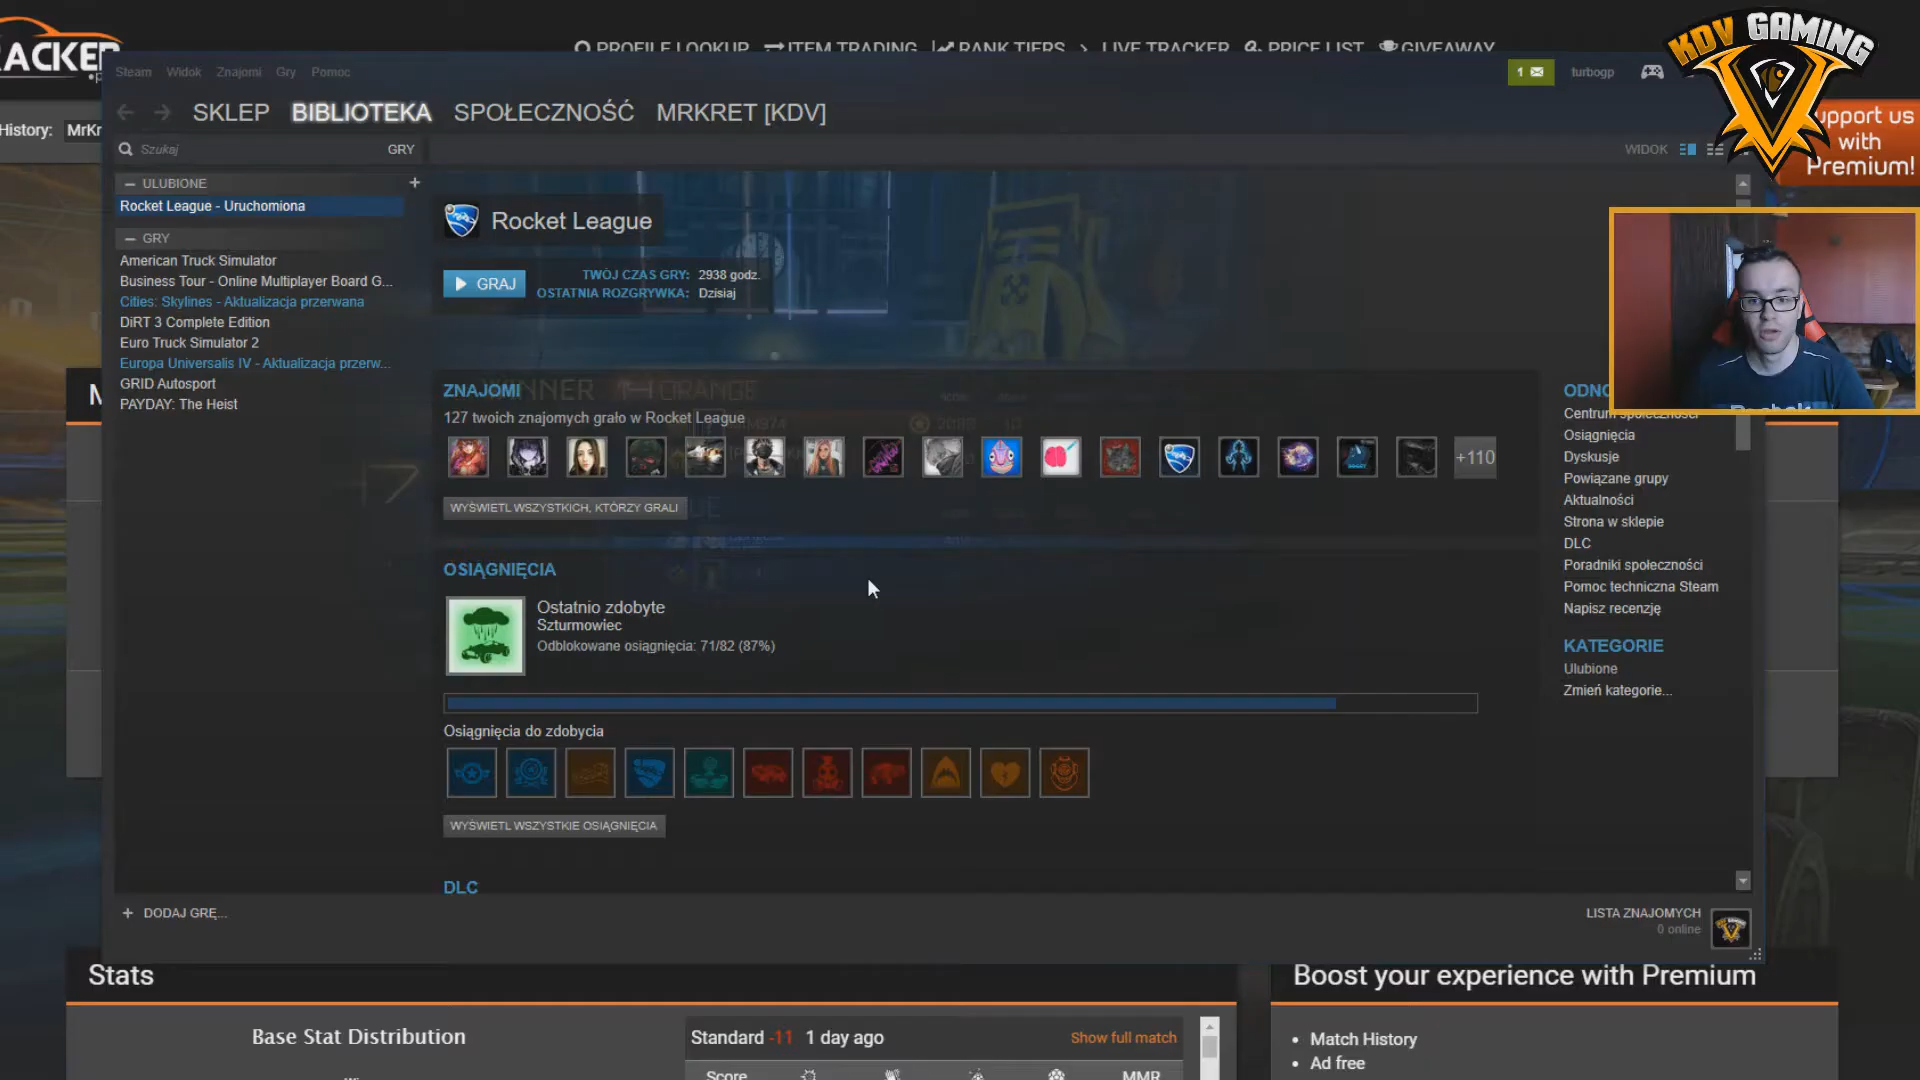 PROFILE LOOKUP ITEM TRADING RANK TIERS LIVE TRACKER PRICE LIST GIVEAWAY
KDV GAMING
Steam Widok Znajomi Gry Pomoc
1 turbogp
SKLEP BIBLIOTEKA SPOŁECZNOŚĆ MRKRET [KDV]
History: MrKr
Support us
with
Premium!
Szukaj GRY WIDOK
ULUBIONE +
Rocket League - Uruchomiona
GRY
American Truck Simulator
Business Tour - Online Multiplayer Board G...
Cities: Skylines - Aktualizacja przerwana
DiRT 3 Complete Edition
Euro Truck Simulator 2
Europa Universalis IV - Aktualizacja przerw...
GRID Autosport
PAYDAY: The Heist
Rocket League
GRAJ
TWÓJ CZAS GRY: 2938 godz.
OSTATNIA ROZGRYWKA: Dzisiaj
ZNAJOMI
127 twoich znajomych grało w Rocket League
+110
WYŚWIETL WSZYSTKICH, KTÓRZY GRALI
OSIĄGNIĘCIA
Ostatnio zdobyte
Szturmowiec
Odblokowane osiągnięcia: 71/82 (87%)
Osiągnięcia do zdobycia
WYŚWIETL WSZYSTKIE OSIĄGNIĘCIA
DLC
Centrum społeczności
Osiągnięcia
Dyskusje
Powiązane grupy
Aktualności
Strona w sklepie
DLC
Poradniki społeczności
Pomoc techniczna Steam
Napisz recenzję
KATEGORIE
Ulubione
Zmień kategorie...
+ DODAJ GRĘ...
LISTA ZNAJOMYCH
0 online
Stats
Boost your experience with Premium
Base Stat Distribution
Standard -11 1 day ago Show full match
Score MMR
• Match History
• Ad free